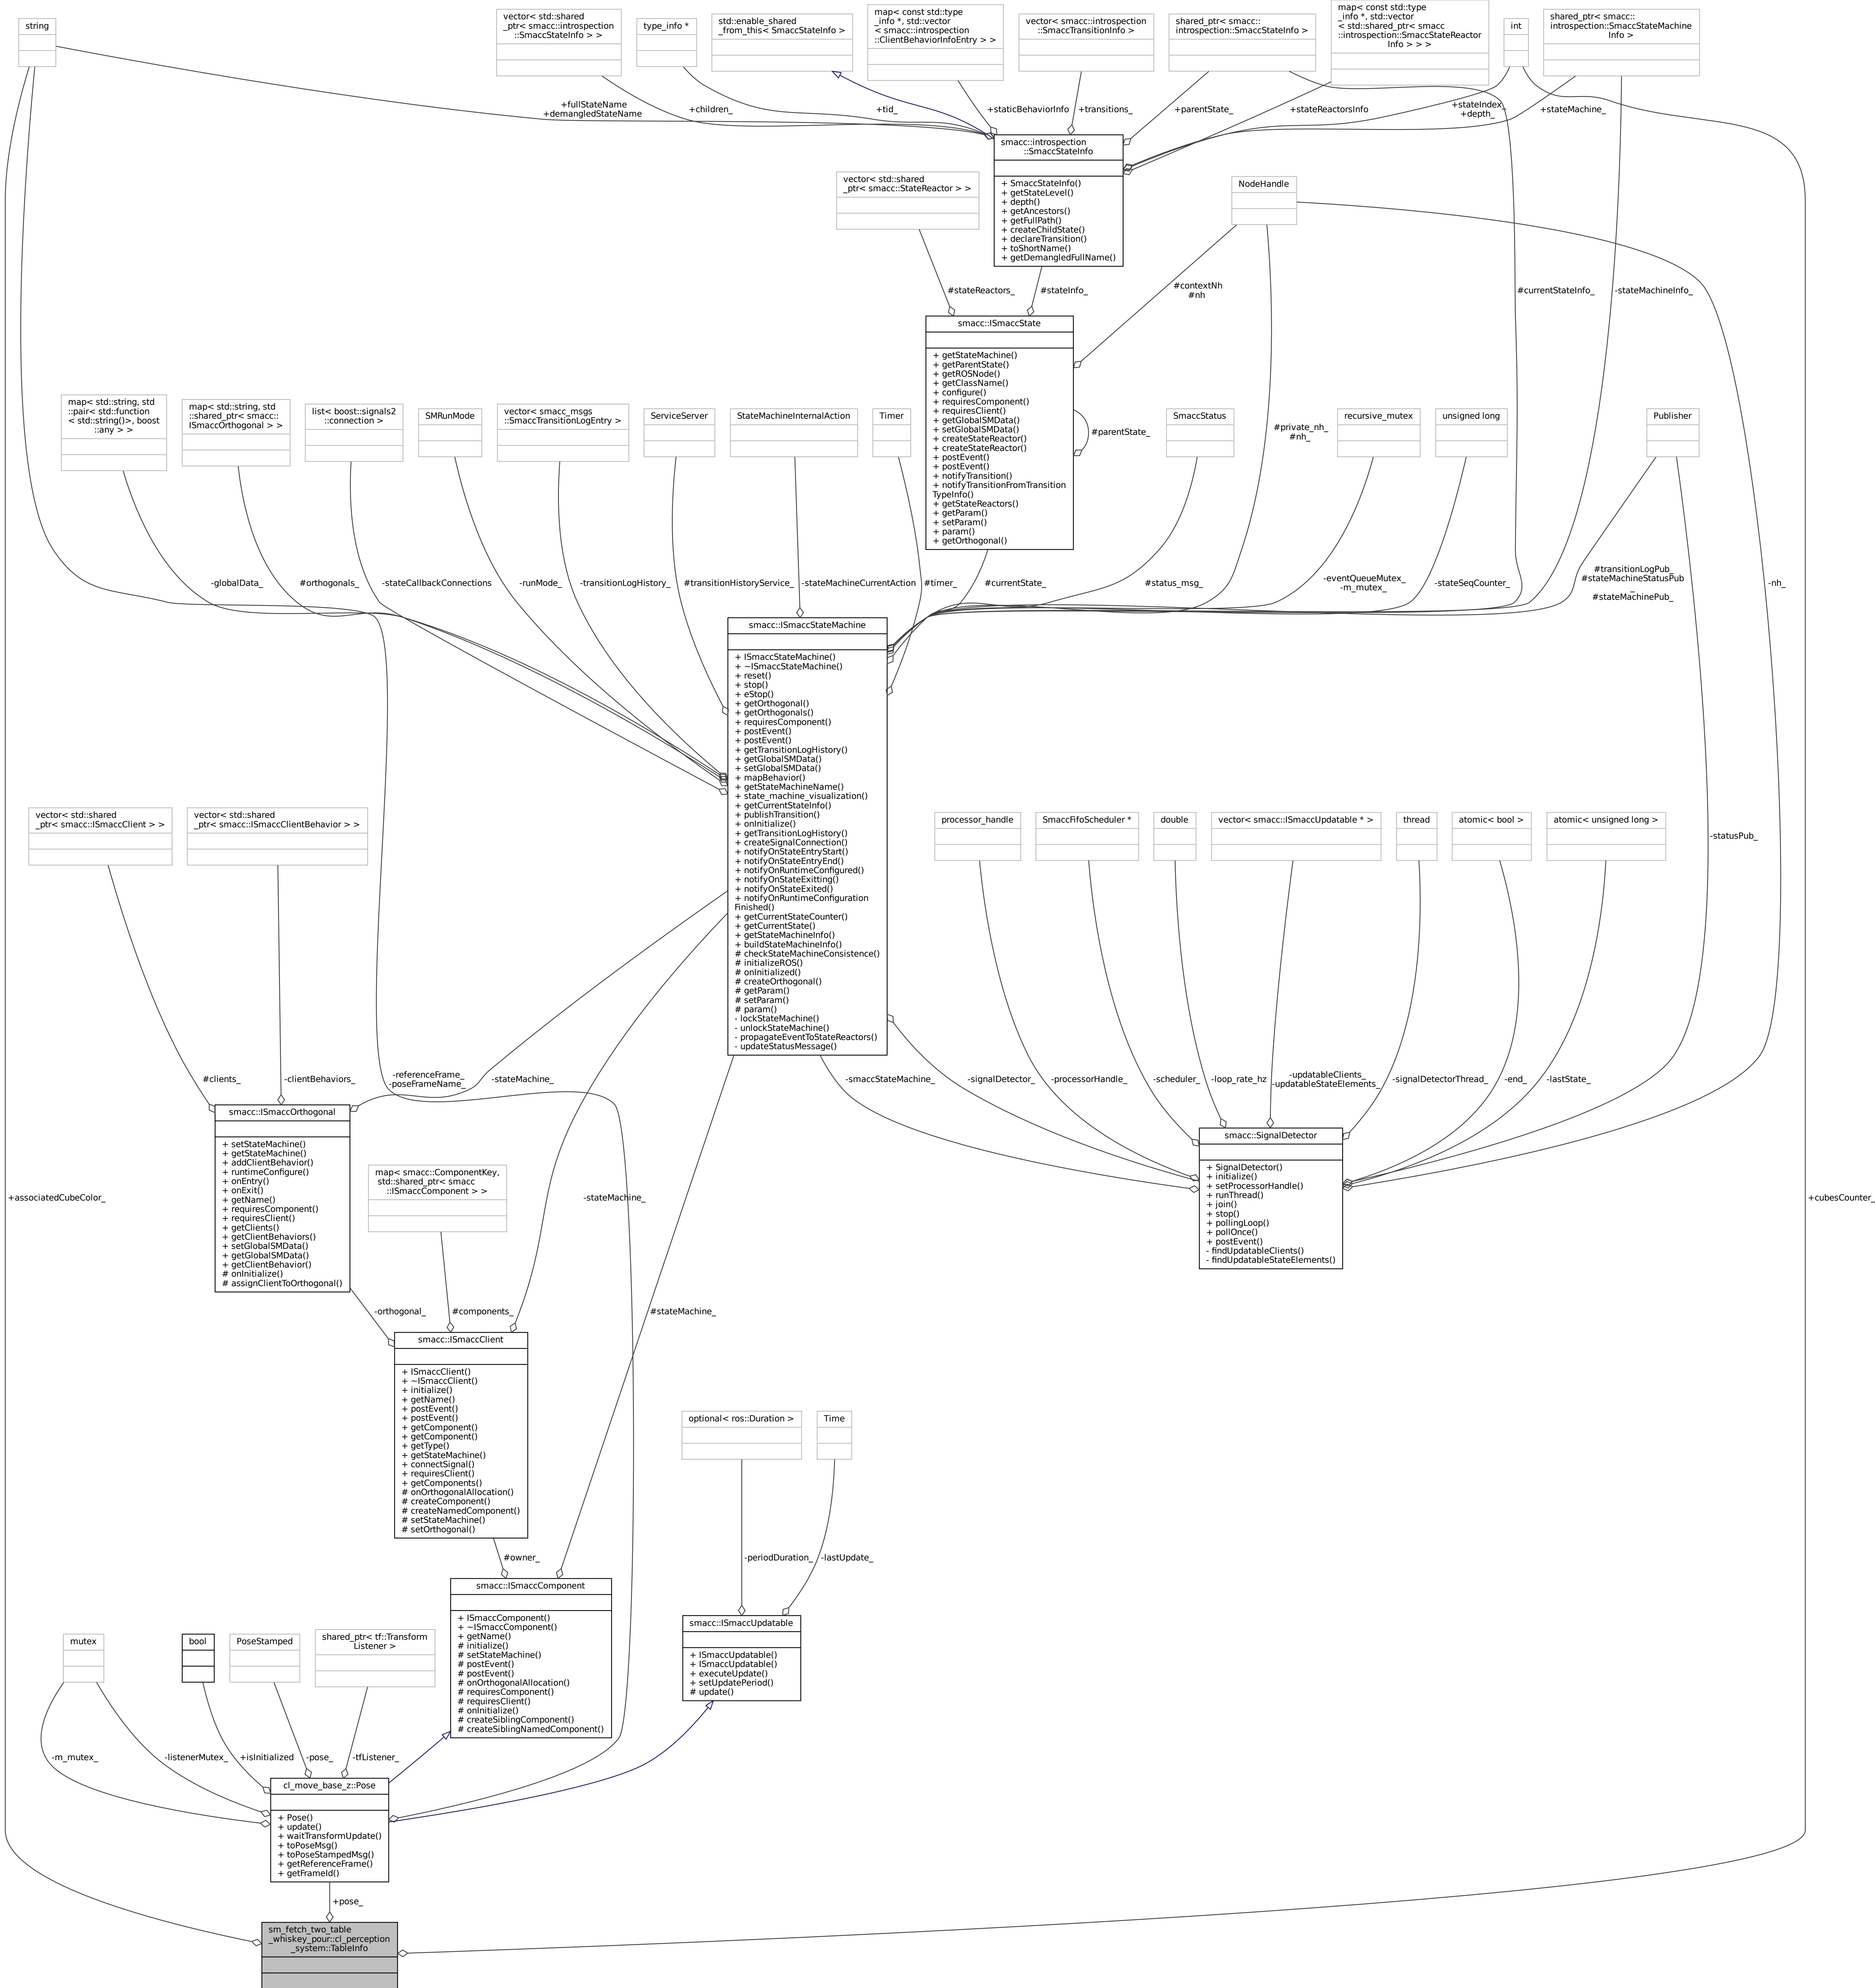 string
vector< std::shared
_ptr< smacc::introspection
::SmaccStateInfo > >
type_info *
std::enable_shared
_from_this< SmaccStateInfo >
map< const std::type
_info *, std::vector
< smacc::introspection
::ClientBehaviorInfoEntry > >
vector< smacc::introspection
::SmaccTransitionInfo >
shared_ptr< smacc::
introspection::SmaccStateInfo >
map< const std::type
_info *, std::vector
< std::shared_ptr< smacc
::introspection::SmaccStateReactor
Info > > >
int
shared_ptr< smacc::
introspection::SmaccStateMachine
Info >
+fullStateName
+demangledStateName
+children_
+tid_
+staticBehaviorInfo
+transitions_
+parentState_
+stateReactorsInfo
+stateIndex_
+depth_
+stateMachine_
smacc::introspection
::SmaccStateInfo
+ SmaccStateInfo()
+ getStateLevel()
+ depth()
+ getAncestors()
+ getFullPath()
+ createChildState()
+ declareTransition()
+ toShortName()
+ getDemangledFullName()
vector< std::shared
_ptr< smacc::StateReactor > >
NodeHandle
#stateReactors_
#stateInfo_
#contextNh
#nh
#currentStateInfo_
-stateMachineInfo_
smacc::ISmaccState
+ getStateMachine()
+ getParentState()
+ getROSNode()
+ getClassName()
+ configure()
+ requiresComponent()
+ requiresClient()
+ getGlobalSMData()
+ setGlobalSMData()
+ createStateReactor()
+ createStateReactor()
+ postEvent()
+ postEvent()
+ notifyTransition()
+ notifyTransitionFromTransition
TypeInfo()
+ getStateReactors()
+ getParam()
+ setParam()
+ param()
+ getOrthogonal()
#parentState_
map< std::string, std
::pair< std::function
< std::string()>, boost
::any > >
map< std::string, std
::shared_ptr< smacc::
ISmaccOrthogonal > >
list< boost::signals2
::connection >
SMRunMode
vector< smacc_msgs
::SmaccTransitionLogEntry >
ServiceServer
StateMachineInternalAction
Timer
SmaccStatus
#private_nh_
#nh_
recursive_mutex
unsigned long
Publisher
-globalData_
#orthogonals_
-stateCallbackConnections
-runMode_
-transitionLogHistory_
#transitionHistoryService_
-stateMachineCurrentAction
#timer_
#currentState_
#status_msg_
-eventQueueMutex_
-m_mutex_
-stateSeqCounter_
#transitionLogPub_
#stateMachineStatusPub
_
#stateMachinePub_
-nh_
smacc::ISmaccStateMachine
+ ISmaccStateMachine()
+ ~ISmaccStateMachine()
+ reset()
+ stop()
+ eStop()
+ getOrthogonal()
+ getOrthogonals()
+ requiresComponent()
+ postEvent()
+ postEvent()
+ getTransitionLogHistory()
+ getGlobalSMData()
+ setGlobalSMData()
+ mapBehavior()
+ getStateMachineName()
+ state_machine_visualization()
+ getCurrentStateInfo()
+ publishTransition()
+ onInitialize()
+ getTransitionLogHistory()
+ createSignalConnection()
+ notifyOnStateEntryStart()
+ notifyOnStateEntryEnd()
+ notifyOnRuntimeConfigured()
+ notifyOnStateExitting()
+ notifyOnStateExited()
+ notifyOnRuntimeConfiguration
Finished()
+ getCurrentStateCounter()
+ getCurrentState()
+ getStateMachineInfo()
+ buildStateMachineInfo()
# checkStateMachineConsistence()
# initializeROS()
# onInitialized()
# createOrthogonal()
# getParam()
# setParam()
# param()
- lockStateMachine()
- unlockStateMachine()
- propagateEventToStateReactors()
- updateStatusMessage()
vector< std::shared
_ptr< smacc::ISmaccClient > >
vector< std::shared
_ptr< smacc::ISmaccClientBehavior > >
processor_handle
SmaccFifoScheduler *
double
vector< smacc::ISmaccUpdatable * >
thread
atomic< bool >
atomic< unsigned long >
-statusPub_
#clients_
-clientBehaviors_
-referenceFrame_
-poseFrameName_
-stateMachine_
-smaccStateMachine_
-signalDetector_
-processorHandle_
-scheduler_
-loop_rate_hz
-updatableClients_
-updatableStateElements_
-signalDetectorThread_
-end_
-lastState_
smacc::ISmaccOrthogonal
+ setStateMachine()
+ getStateMachine()
+ addClientBehavior()
+ runtimeConfigure()
+ onEntry()
+ onExit()
+ getName()
+ requiresComponent()
+ requiresClient()
+ getClients()
+ getClientBehaviors()
+ setGlobalSMData()
+ getGlobalSMData()
+ getClientBehavior()
# onInitialize()
# assignClientToOrthogonal()
smacc::SignalDetector
+ SignalDetector()
+ initialize()
+ setProcessorHandle()
+ runThread()
+ join()
+ stop()
+ pollingLoop()
+ pollOnce()
+ postEvent()
- findUpdatableClients()
- findUpdatableStateElements()
map< smacc::ComponentKey,
std::shared_ptr< smacc
::ISmaccComponent > >
+associatedCubeColor_
-stateMachine_
+cubesCounter_
-orthogonal_
#components_
#stateMachine_
smacc::ISmaccClient
+ ISmaccClient()
+ ~ISmaccClient()
+ initialize()
+ getName()
+ postEvent()
+ postEvent()
+ getComponent()
+ getComponent()
+ getType()
+ getStateMachine()
+ connectSignal()
+ requiresClient()
+ getComponents()
# onOrthogonalAllocation()
# createComponent()
# createNamedComponent()
# setStateMachine()
# setOrthogonal()
optional< ros::Duration >
Time
#owner_
-periodDuration_
-lastUpdate_
smacc::ISmaccComponent
+ ISmaccComponent()
+ ~ISmaccComponent()
+ getName()
# initialize()
# setStateMachine()
# postEvent()
# postEvent()
# onOrthogonalAllocation()
# requiresComponent()
# requiresClient()
# onInitialize()
# createSiblingComponent()
# createSiblingNamedComponent()
smacc::ISmaccUpdatable
+ ISmaccUpdatable()
+ ISmaccUpdatable()
+ executeUpdate()
+ setUpdatePeriod()
# update()
mutex
bool
PoseStamped
shared_ptr< tf::Transform
Listener >
-m_mutex_
-listenerMutex_
+isInitialized
-pose_
-tfListener_
cl_move_base_z::Pose
+ Pose()
+ update()
+ waitTransformUpdate()
+ toPoseMsg()
+ toPoseStampedMsg()
+ getReferenceFrame()
+ getFrameId()
+pose_
sm_fetch_two_table
_whiskey_pour::cl_perception
_system::TableInfo